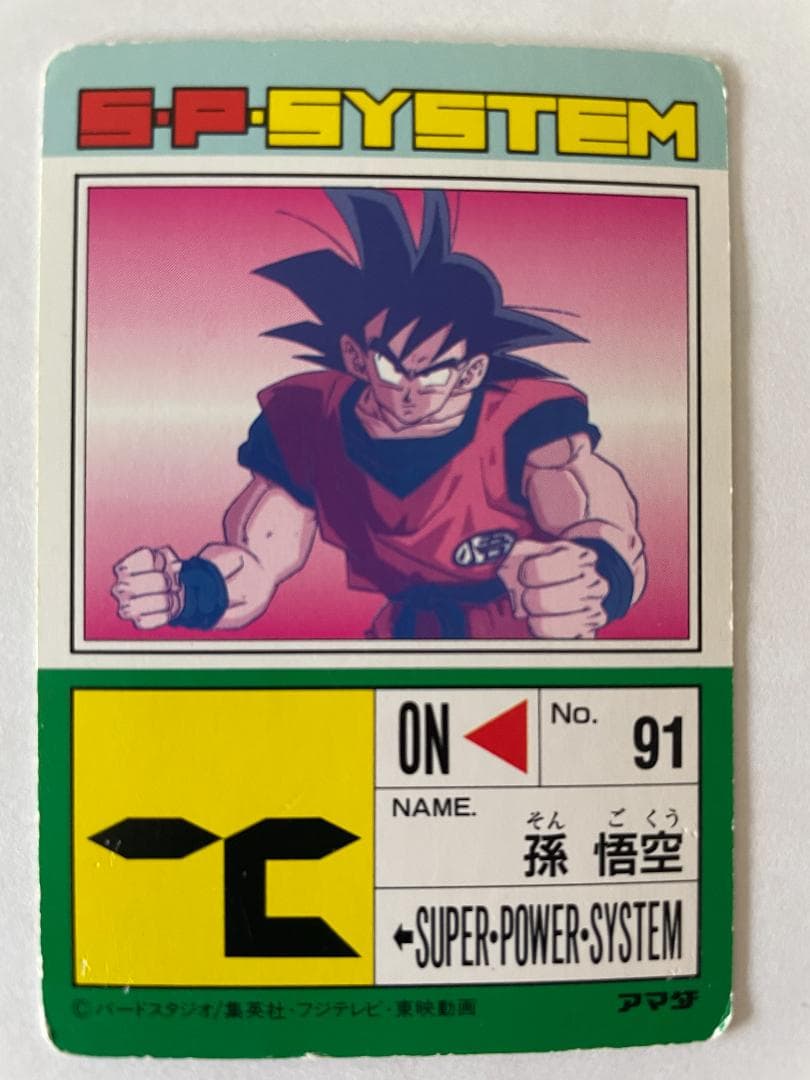 S·P·SYSTEM
悟
ON
No.
91
NAME.
そん ご くう
孫 悟空
←SUPER·POWER·SYSTEM
©バードスタジオ/集英社·フジテレビ·東映動画
アマダ